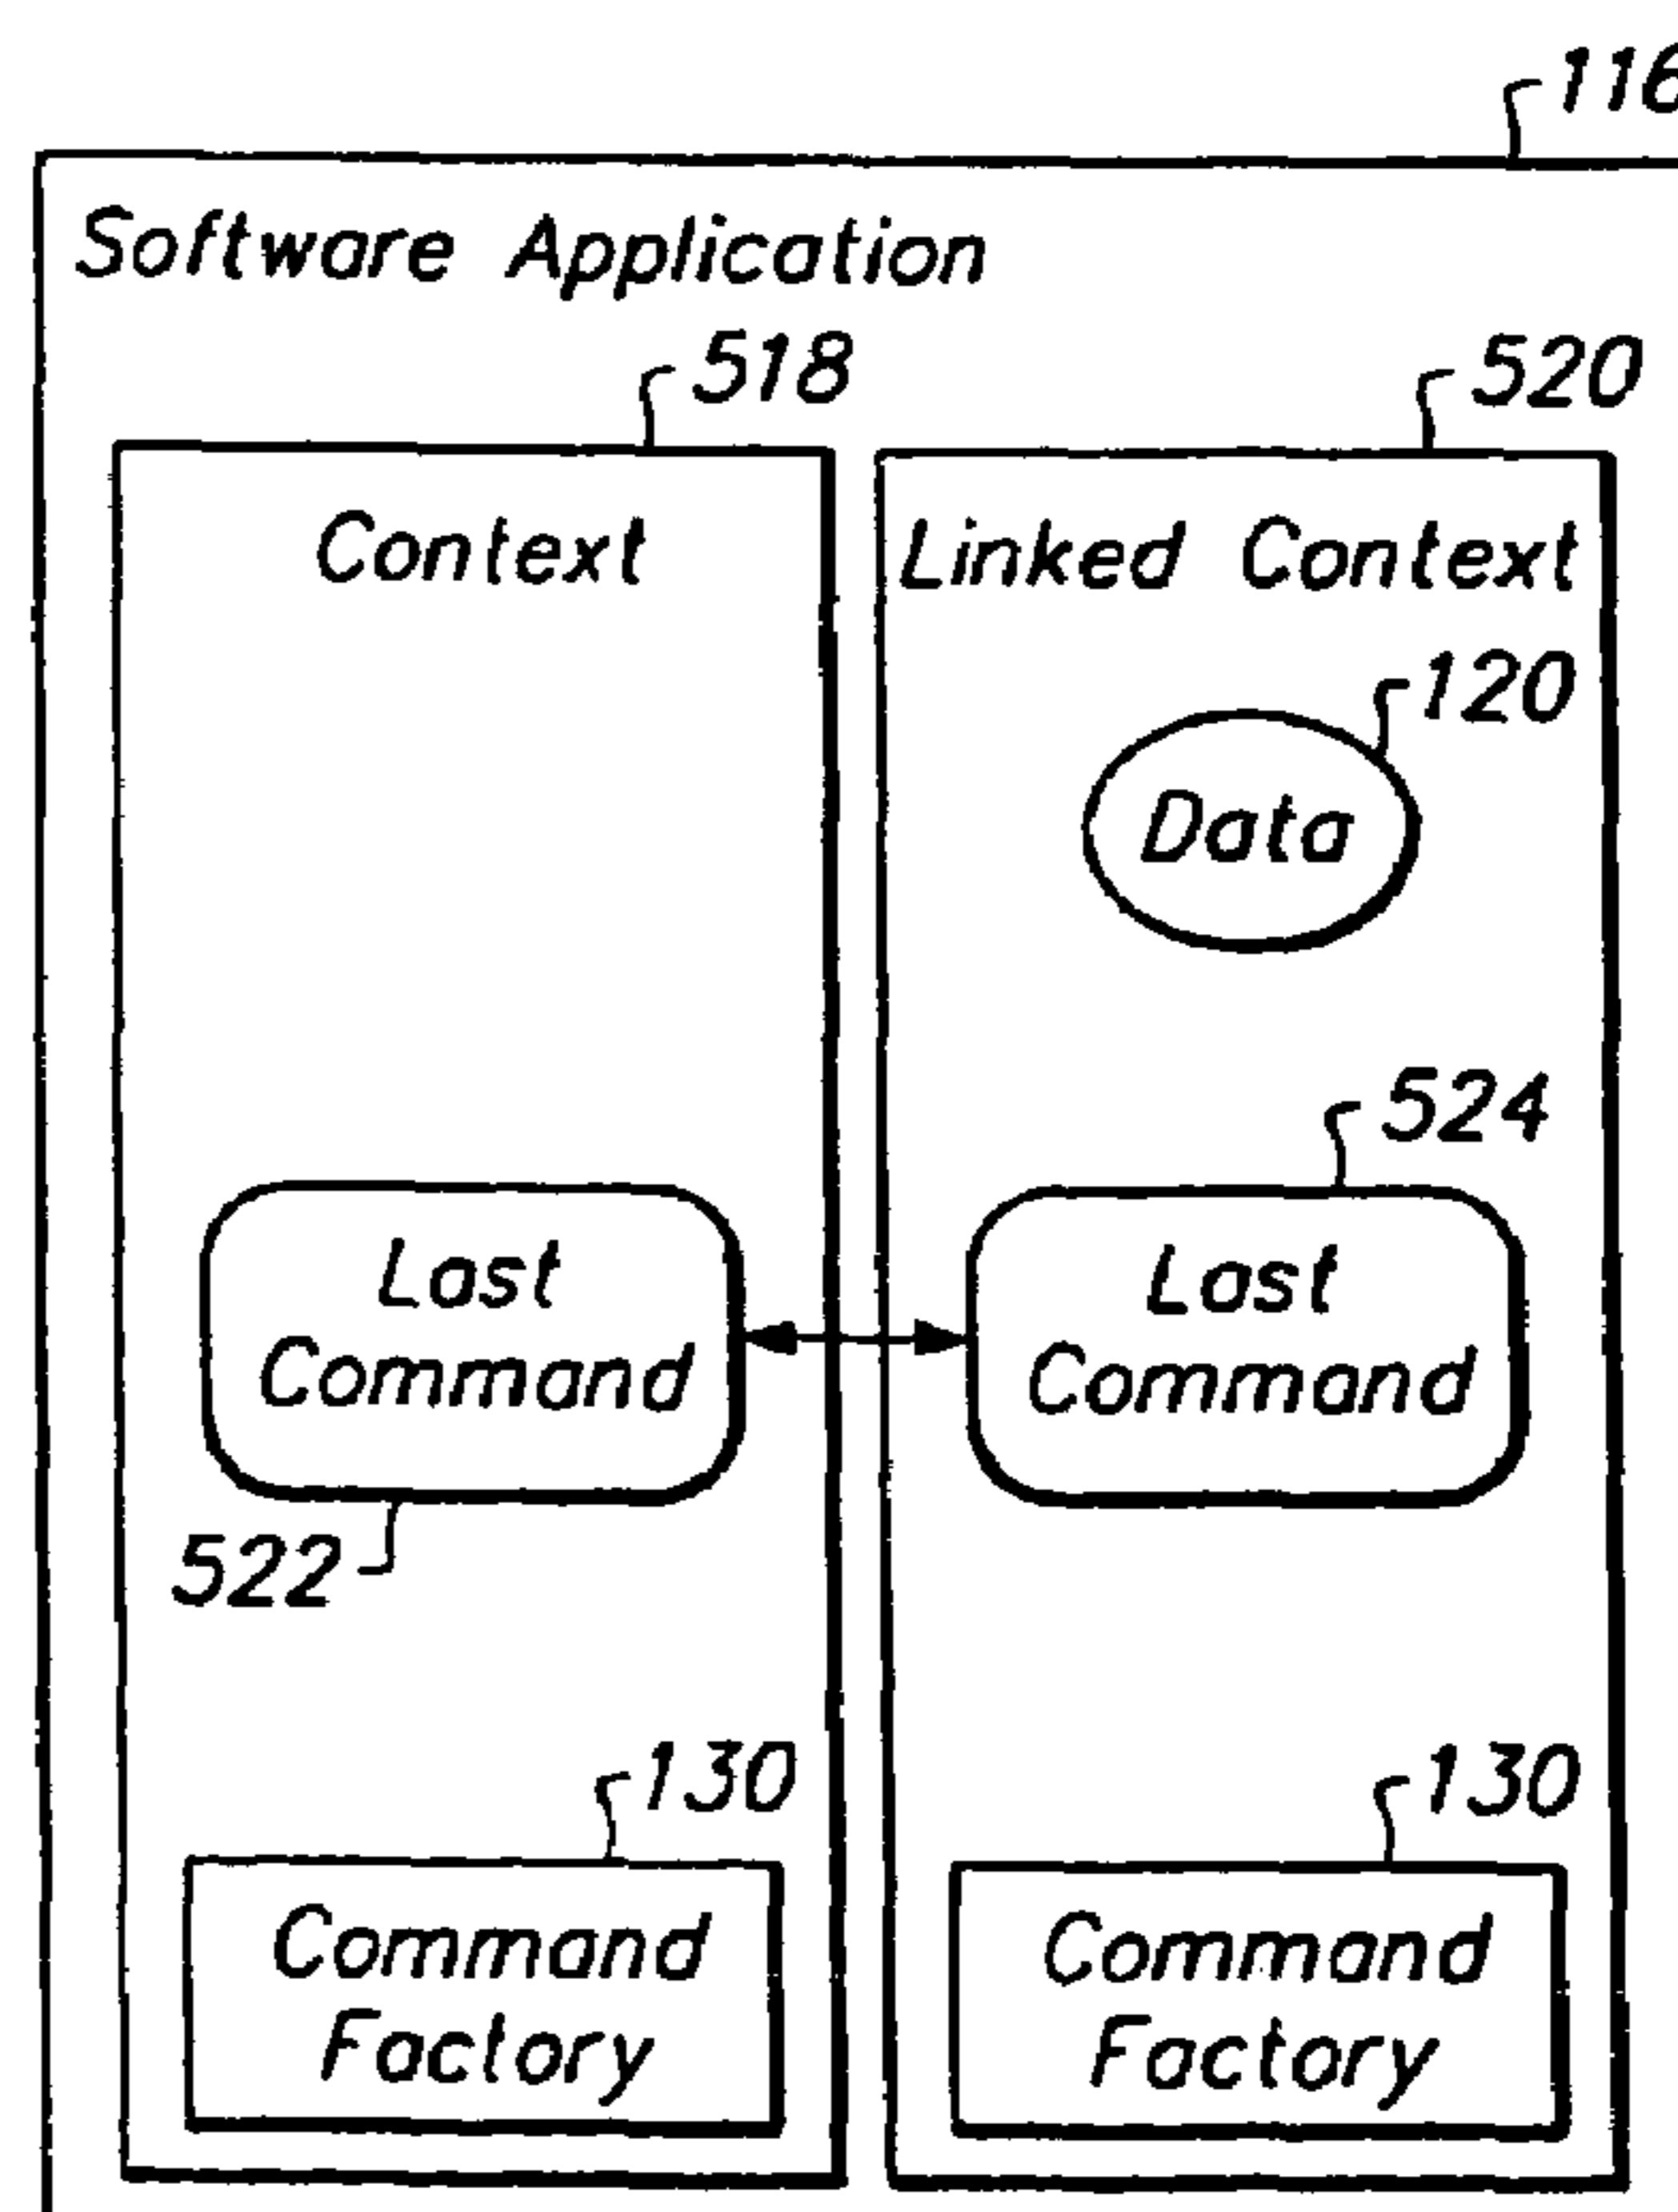 116
Software Application
518
520
Context
Linked Context
120
Data
524
Last
Command
Last
Command
522
130
130
Command
Factory
Command
Factory